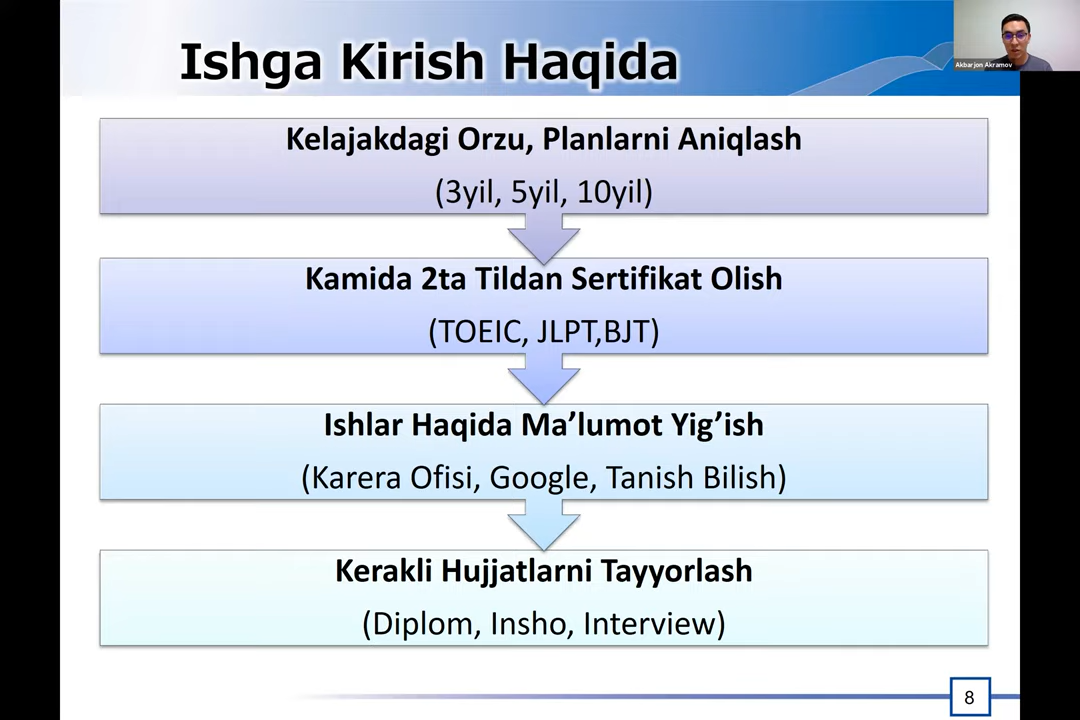 Ishga Kirish Haqida
Akbarjon Akramov
Kelajakdagi Orzu, Planlarni Aniqlash
(3yil, 5yil, 10yil)
Kamida 2ta Tildan Sertifikat Olish
(TOEIC, JLPT,BJT)
Ishlar Haqida Ma’lumot Yig’ish
(Karera Ofisi, Google, Tanish Bilish)
Kerakli Hujjatlarni Tayyorlash
(Diplom, Insho, Interview)
8